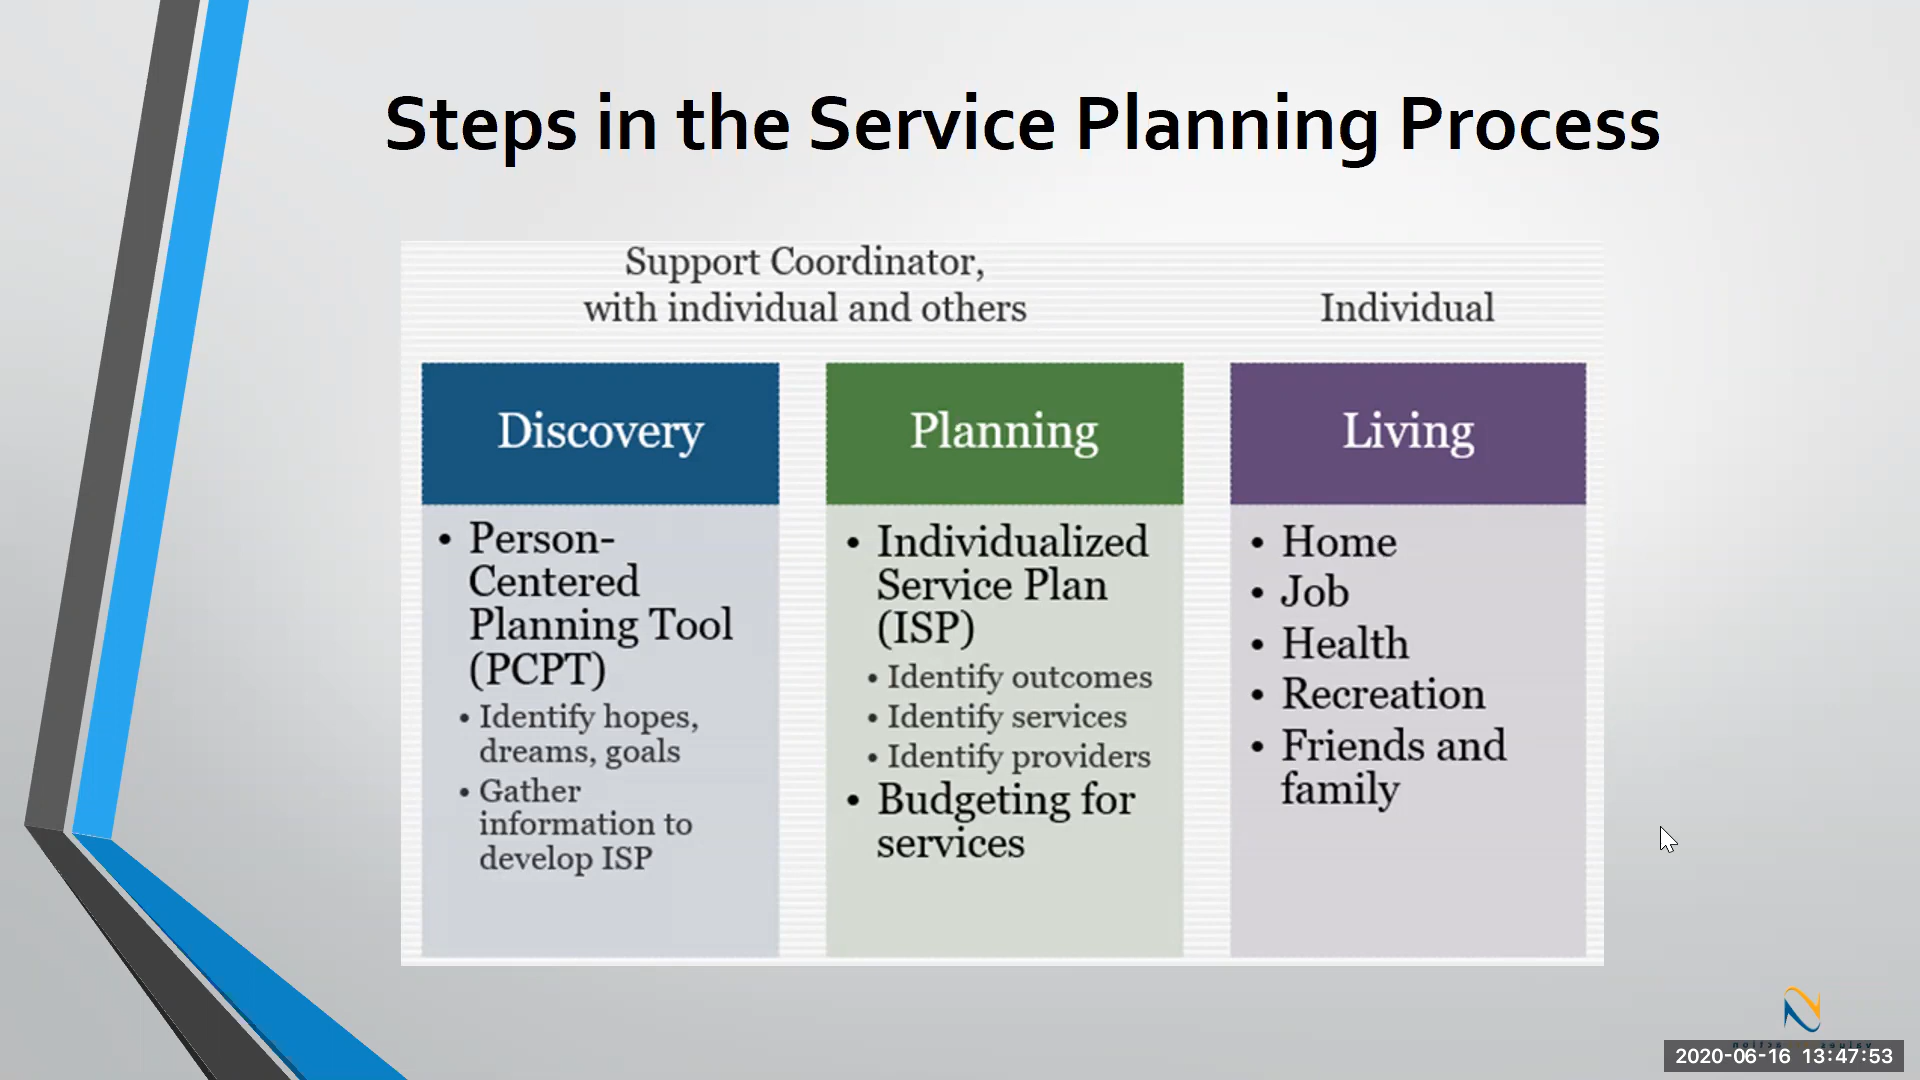 Steps in the Service Planning Process
Support Coordinator,
with individual and others
Individual
Discovery
• Person-
Centered
Planning Tool
(PCPT)
• Identify hopes,
dreams, goals
• Gather
information to
develop ISP
Planning
• Individualized
Service Plan
(ISP)
• Identify outcomes
• Identify services
• Identify providers
• Budgeting for
services
Living
• Home
• Job
• Health
• Recreation
• Friends and
family
2020-06-16 13:47:53